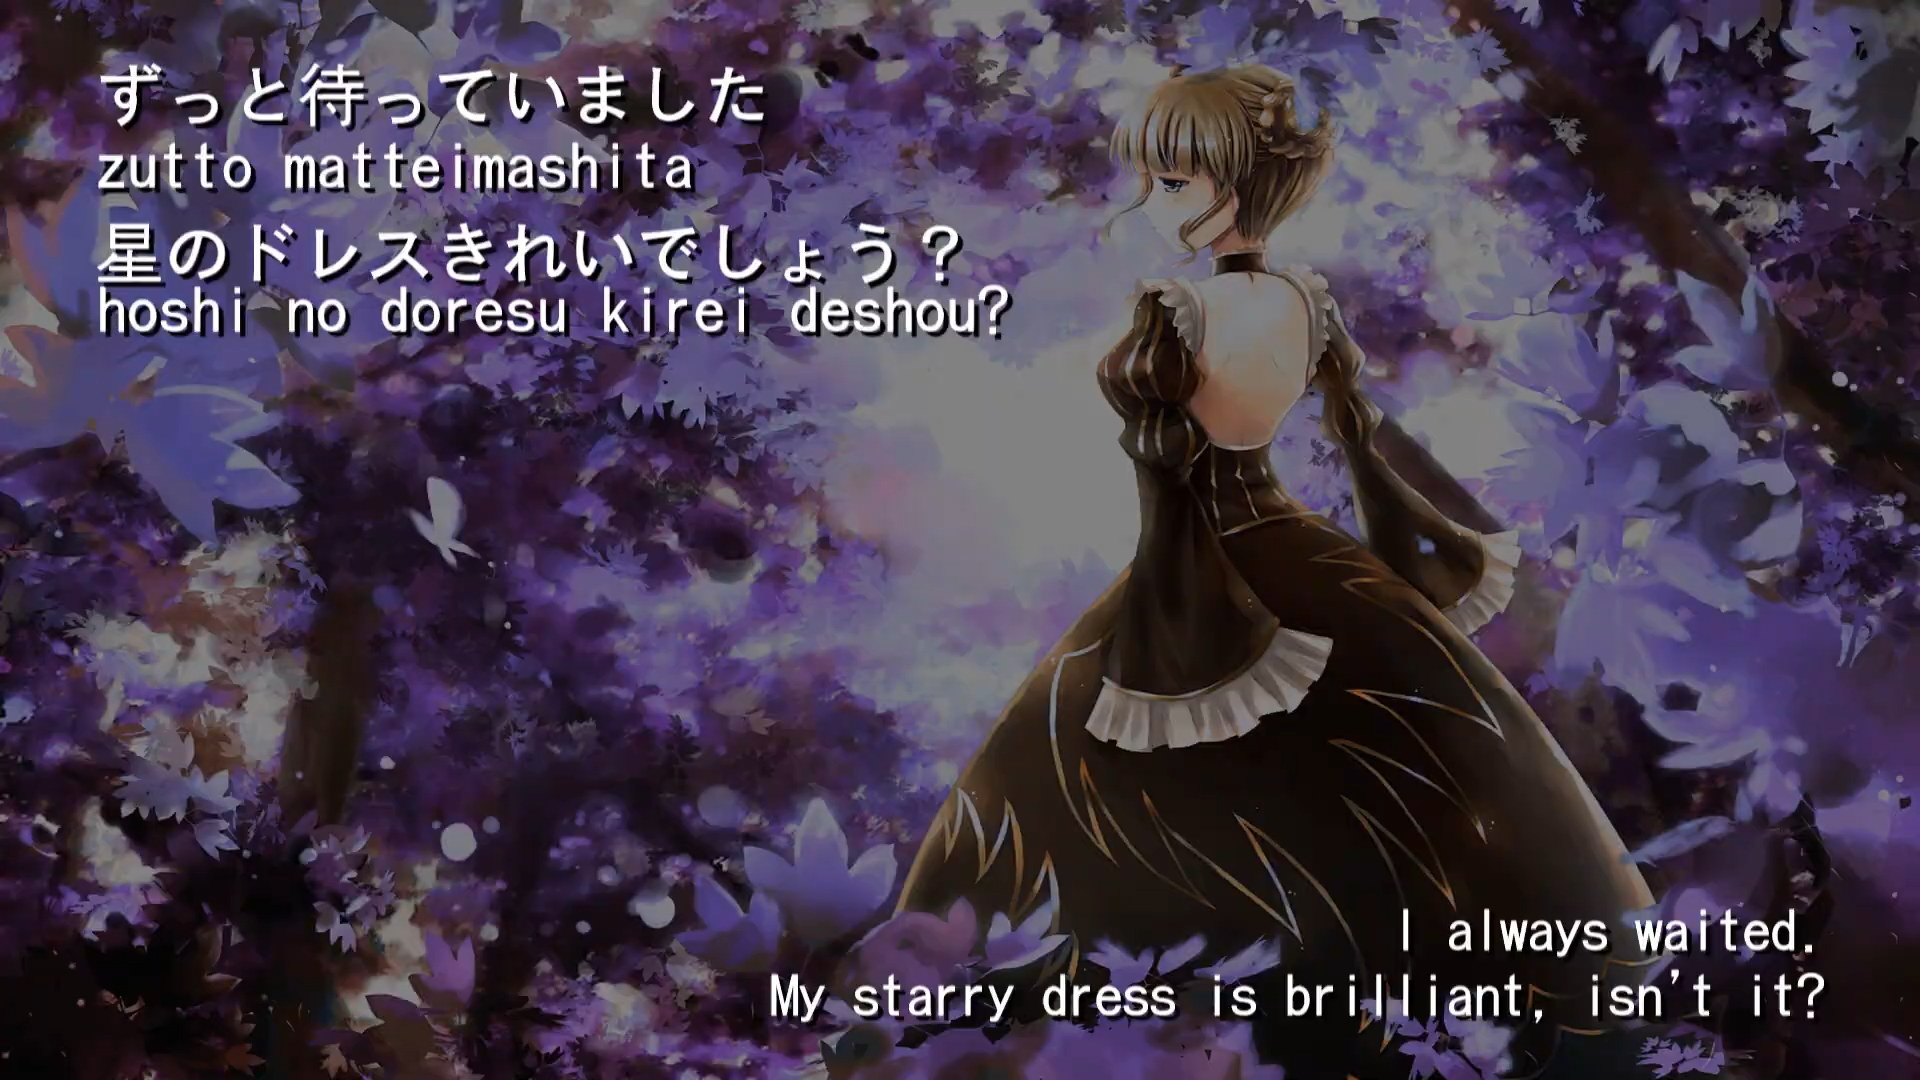 ずっと待っていました
zutto matteimashita
星のドレスきれいでしょう？
hoshi no doresu kirei deshou?
I always waited.
My starry dress is brilliant, isn't it?